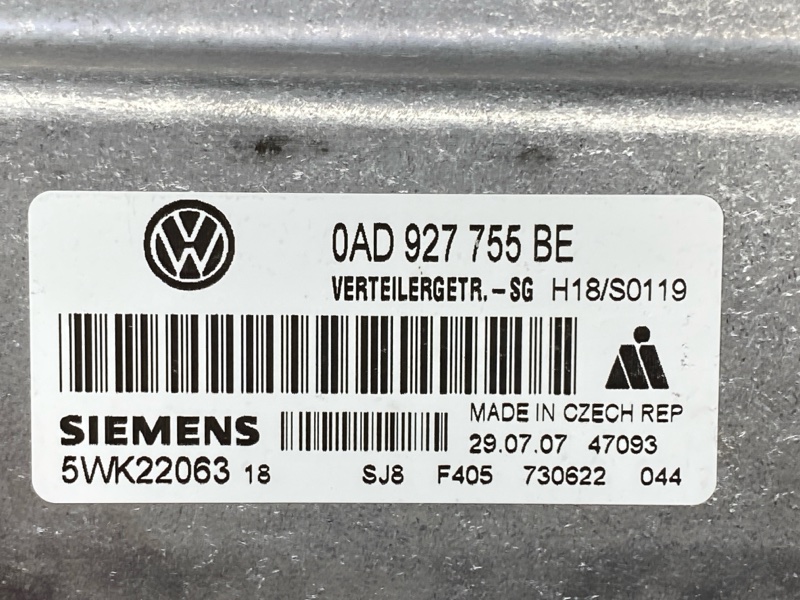 VW
0AD 927 755 BE
VERTEILERGETR.-SG H18/S0119
SIEMENS
MADE IN CZECH REP
29.07.07 47093
5WK22063 18 SJ8 F405 730622 044